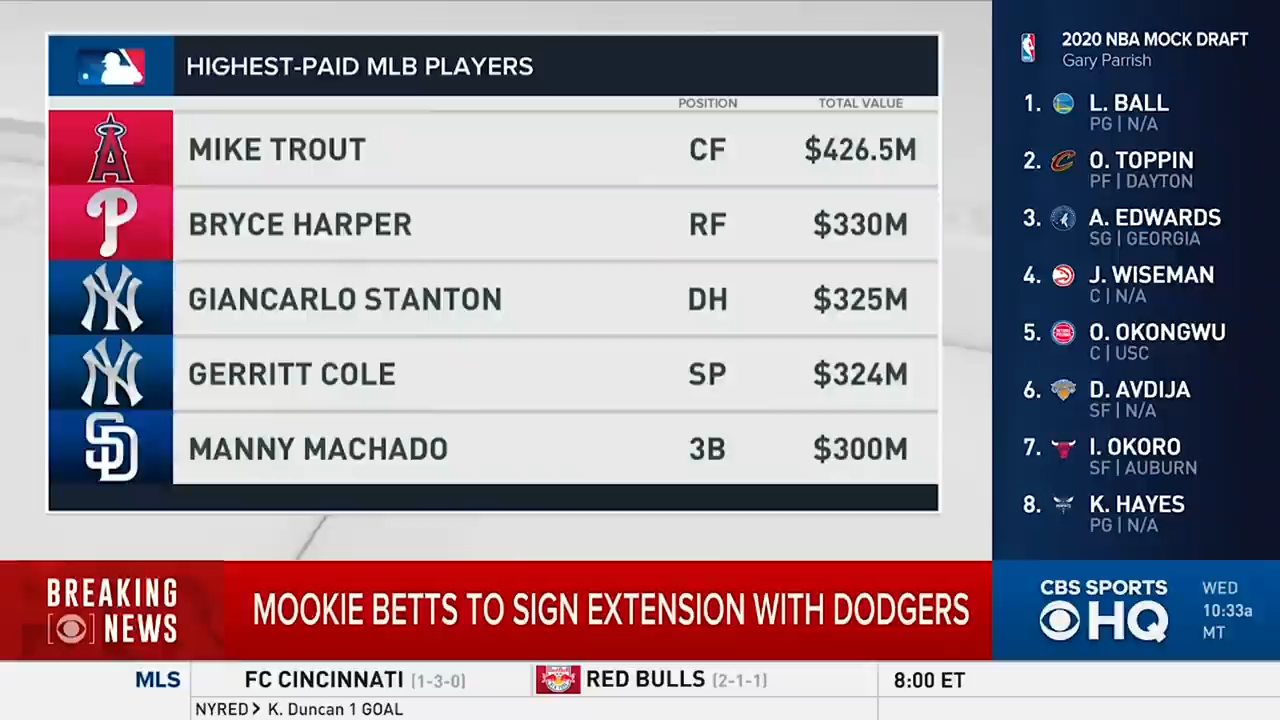 HIGHEST-PAID MLB PLAYERS
POSITION TOTAL VALUE
MIKE TROUT CF $426.5M
BRYCE HARPER RF $330M
GIANCARLO STANTON DH $325M
GERRITT COLE SP $324M
MANNY MACHADO 3B $300M
2020 NBA MOCK DRAFT
Gary Parrish
1. L. BALL
PG | N/A
2. O. TOPPIN
PF | DAYTON
3. A. EDWARDS
SG | GEORGIA
4. J. WISEMAN
C | N/A
5. O. OKONGWU
C | USC
6. D. AVDIJA
SF | N/A
7. I. OKORO
SF | AUBURN
8. K. HAYES
PG | N/A
BREAKING
NEWS
MOOKIE BETTS TO SIGN EXTENSION WITH DODGERS
CBS SPORTS
HQ
WED
10:33a
MT
MLS FC CINCINNATI (1-3-0) RED BULLS (2-1-1) 8:00 ET
NYRED > K. Duncan 1 GOAL